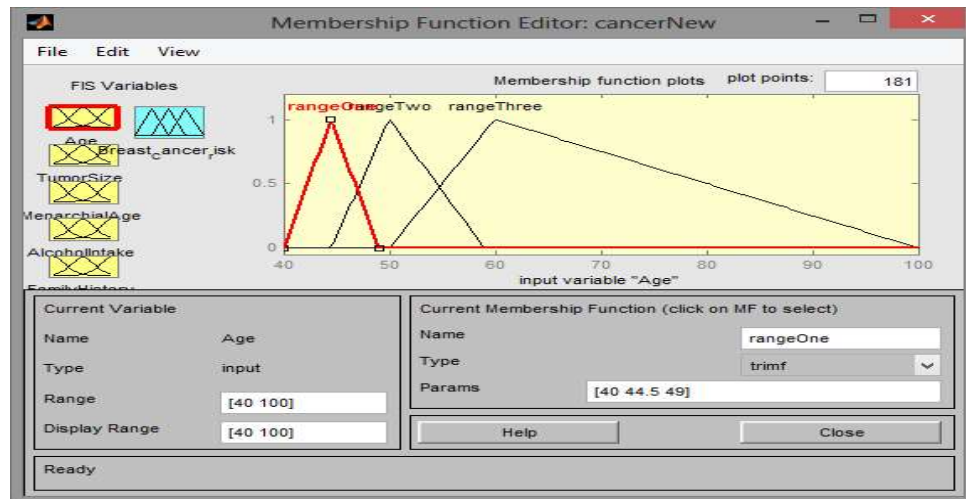 Membership Function Editor: cancerNew
File Edit View
FIS Variables
Membership function plots plot points: 181
rangeOne rangeTwo rangeThree
Age
Breast_cancer_risk
TumorSize
MenarchialAge
AlcoholIntake
FamilyHistory
1
0.5
0
40 50 60 70 80 90 100
input variable "Age"
Current Variable
Name Age
Type input
Range [40 100]
Display Range [40 100]
Current Membership Function (click on MF to select)
Name rangeOne
Type trimf
Params [40 44.5 49]
Help Close
Ready